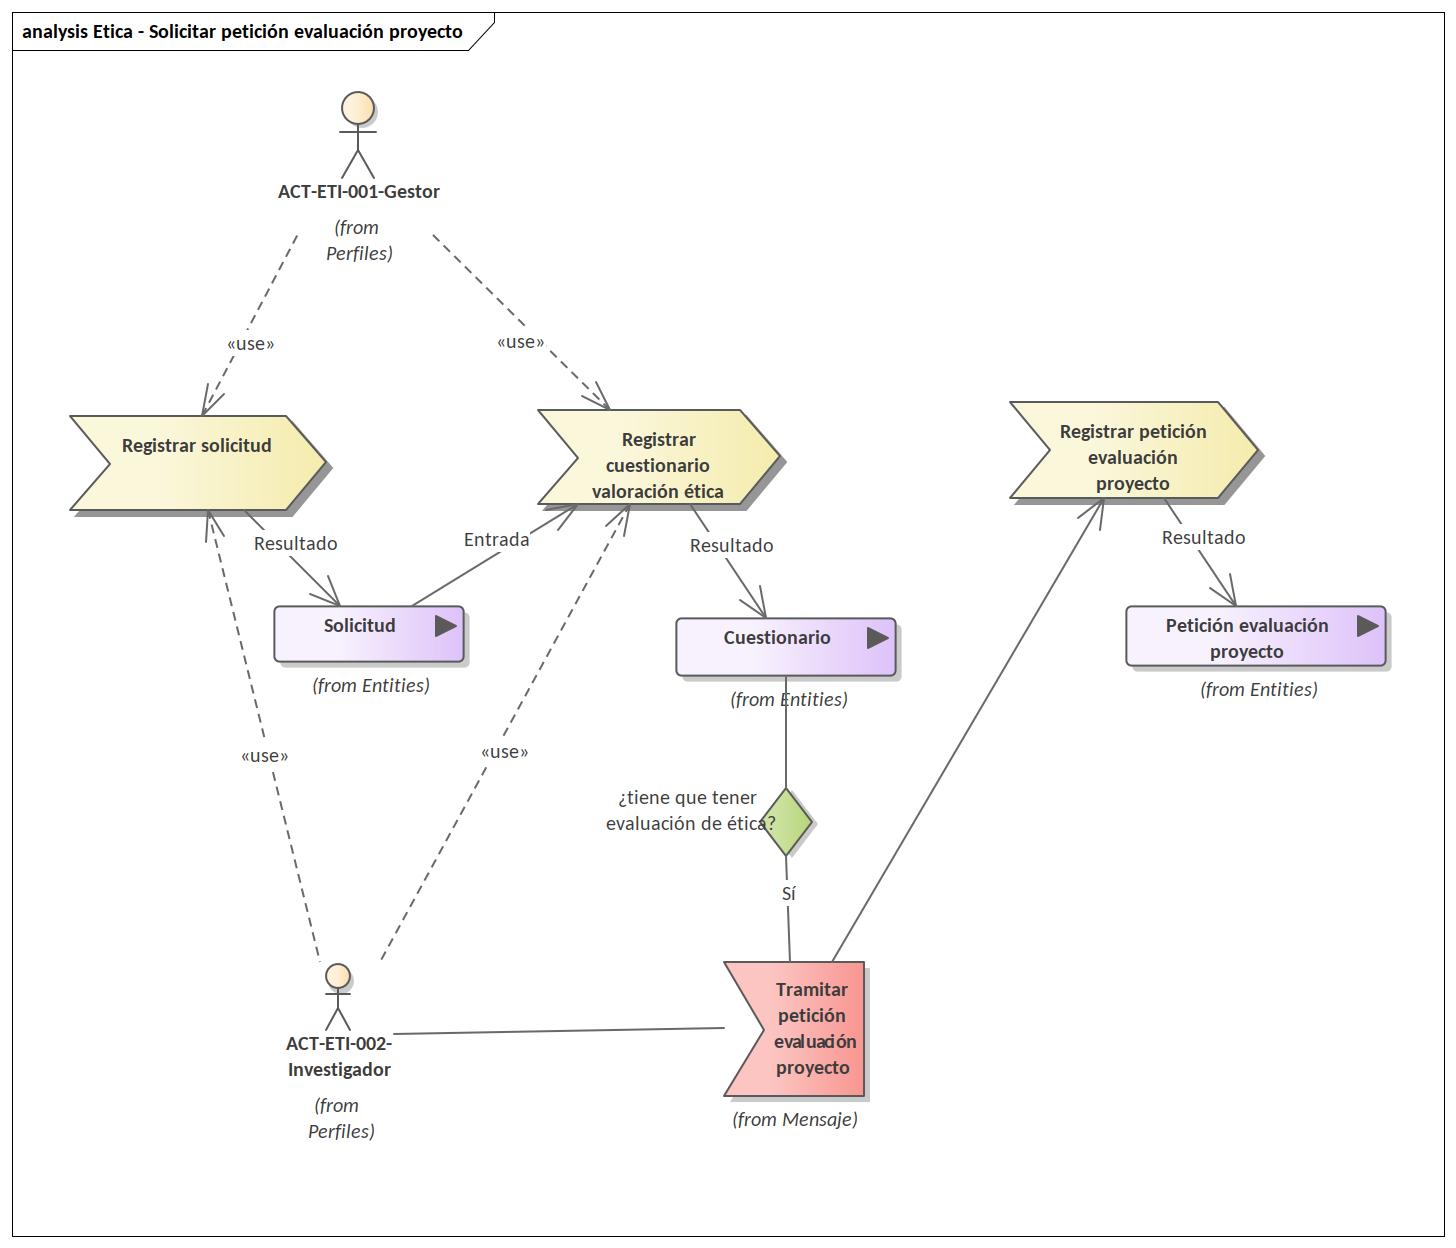 analysis Etica - Solicitar petición evaluación proyecto
ACT-ETI-001-Gestor
(from
Perfiles)
«use»
«use»
Registrar solicitud
Registrar
cuestionario
valoración ética
Registrar petición
evaluación
proyecto
Resultado
Entrada
Resultado
Resultado
Solicitud
(from Entities)
Cuestionario
(from Entities)
Petición evaluación
proyecto
(from Entities)
«use»
«use»
¿tiene que tener
evaluación de ética?
Sí
Tramitar
petición
evaluación
proyecto
(from Mensaje)
ACT-ETI-002-
Investigador
(from
Perfiles)